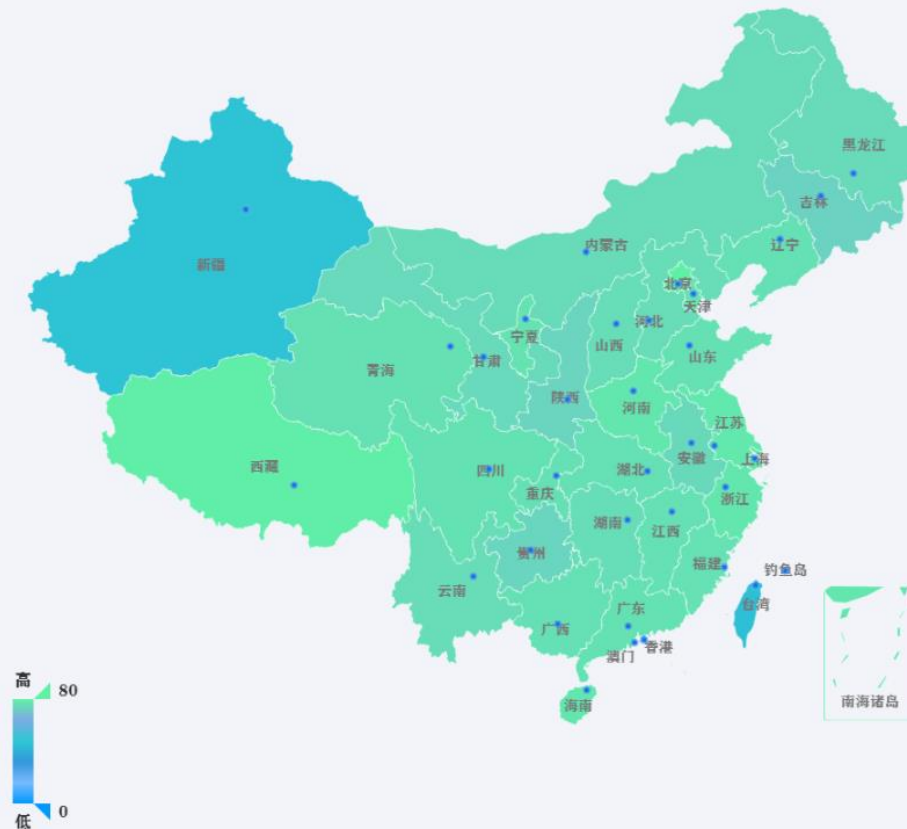 黑龙江
吉林
辽宁
内蒙古
新疆
北京
天津
河北
宁夏
山西
山东
甘肃
青海
陕西
河南
江苏
西藏
四川
湖北
安徽
上海
重庆
浙江
湖南
江西
贵州
福建
钓鱼岛
云南
台湾
广东
广西
香港
澳门
海南
南海诸岛
高
80
低
0